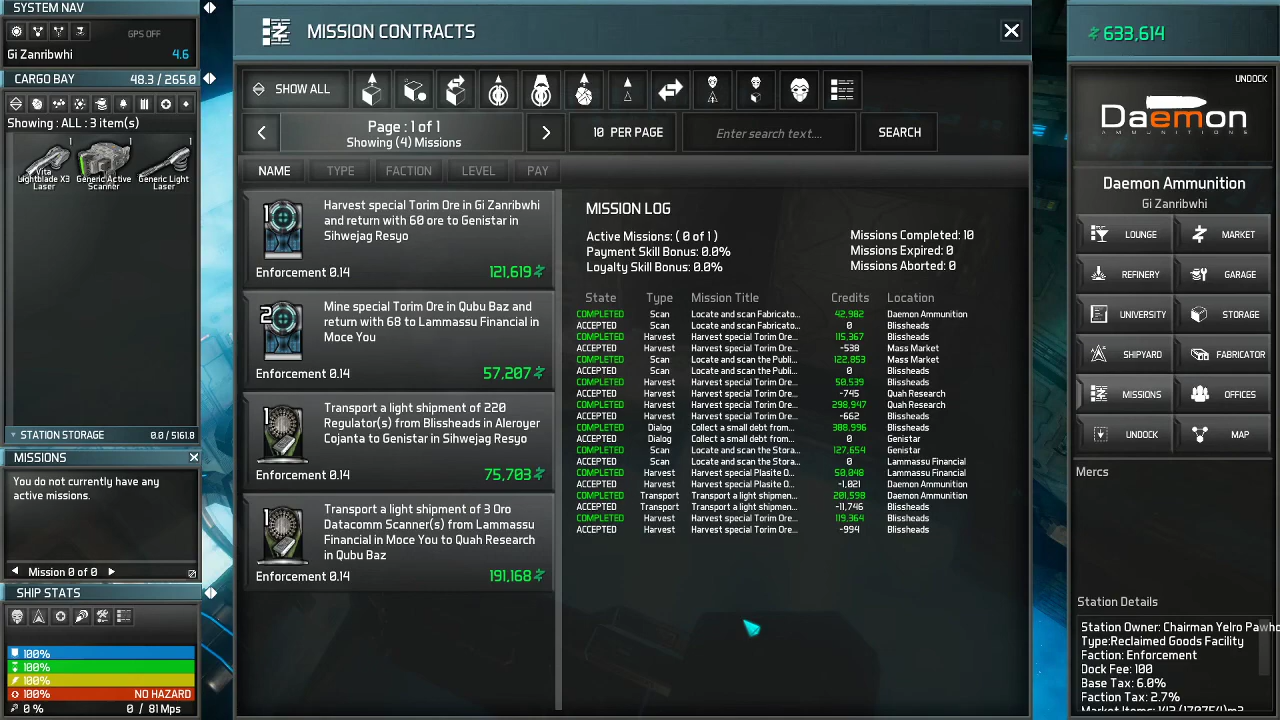 SYSTEM NAV
GPS OFF
Gi Zanribwhi 4.6
CARGO BAY 48.3 / 265.0
Showing : ALL : 3 item(s)
1 1 1
Vita Lightblade X3 Laser
Generic Active Scanner
Generic Light Laser
STATION STORAGE 0.0 / 5161.8
MISSIONS
You do not currently have any
active missions.
Mission 0 of 0
SHIP STATS
100%
100%
100%
100% NO HAZARD
0 % 0 / 81 Mps
MISSION CONTRACTS
SHOW ALL
Page : 1 of 1
Showing (4) Missions
10 PER PAGE
Enter search text....
SEARCH
NAME TYPE FACTION LEVEL PAY
1
Harvest special Torim Ore in Gi Zanribwhi
and return with 60 ore to Genistar in
Sihwejag Resyo
Enforcement 0.14 121,619
2
Mine special Torim Ore in Qubu Baz and
return with 68 to Lammassu Financial in
Moce You
Enforcement 0.14 57,207
1
Transport a light shipment of 220
Regulator(s) from Blissheads in Aleroyer
Cojanta to Genistar in Sihwejag Resyo
Enforcement 0.14 75,703
1
Transport a light shipment of 3 Oro
Datacomm Scanner(s) from Lammassu
Financial in Moce You to Quah Research
in Qubu Baz
Enforcement 0.14 191,168
MISSION LOG
Active Missions: ( 0 of 1 ) Missions Completed: 10
Payment Skill Bonus: 0.0% Missions Expired: 0
Loyalty Skill Bonus: 0.0% Missions Aborted: 0
State Type Mission Title Credits Location
COMPLETED Scan Locate and scan Fabricato... 42,982 Daemon Ammunition
ACCEPTED Scan Locate and scan Fabricato... 0 Blissheads
COMPLETED Harvest Harvest special Torim Ore... 115,367 Blissheads
ACCEPTED Harvest Harvest special Torim Ore... -538 Mass Market
COMPLETED Scan Locate and scan the Publi... 122,853 Mass Market
ACCEPTED Scan Locate and scan the Publi... 0 Blissheads
COMPLETED Harvest Harvest special Torim Ore... 50,539 Blissheads
ACCEPTED Harvest Harvest special Torim Ore... -745 Quah Research
COMPLETED Harvest Harvest special Torim Ore... 298,947 Quah Research
ACCEPTED Harvest Harvest special Torim Ore... -662 Blissheads
COMPLETED Dialog Collect a small debt from... 388,996 Blissheads
ACCEPTED Dialog Collect a small debt from... 0 Genistar
COMPLETED Scan Locate and scan the Stora... 127,654 Genistar
ACCEPTED Scan Locate and scan the Stora... 0 Lammassu Financial
COMPLETED Harvest Harvest special Plasite O... 50,048 Lammassu Financial
ACCEPTED Harvest Harvest special Plasite O... -1,021 Daemon Ammunition
COMPLETED Transport Transport a light shipmen... 201,598 Daemon Ammunition
ACCEPTED Transport Transport a light shipmen... -11,746 Blissheads
COMPLETED Harvest Harvest special Torim Ore... 119,364 Blissheads
ACCEPTED Harvest Harvest special Torim Ore... -994 Blissheads
633,614
UNDOCK
Daemon
AMMUNITIONS
Daemon Ammunition
Gi Zanribwhi
LOUNGE MARKET
REFINERY GARAGE
UNIVERSITY STORAGE
SHIPYARD FABRICATOR
MISSIONS OFFICES
UNDOCK MAP
Mercs
Station Details
Station Owner: Chairman Yelro Pawho
Type:Reclaimed Goods Facility
Faction: Enforcement
Dock Fee: 100
Base Tax: 6.0%
Faction Tax: 2.7%